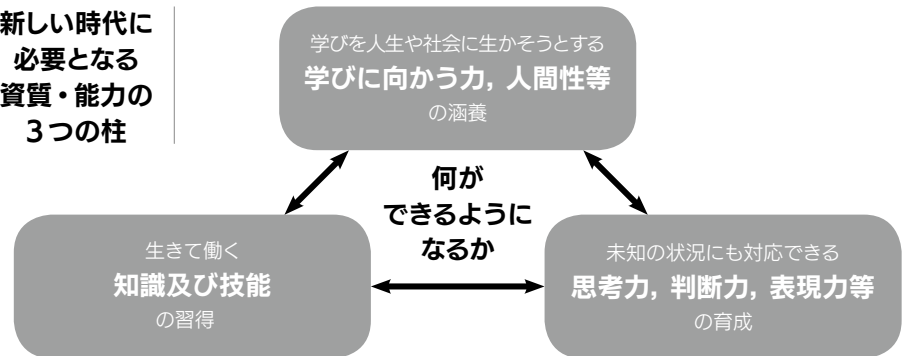 新しい時代に
必要となる
資質・能力の
３つの柱
学びを人生や社会に生かそうとする
学びに向かう力，人間性等
の涵養
何が
できるように
なるか
生きて働く
知識及び技能
の習得
未知の状況にも対応できる
思考力，判断力，表現力等
の育成